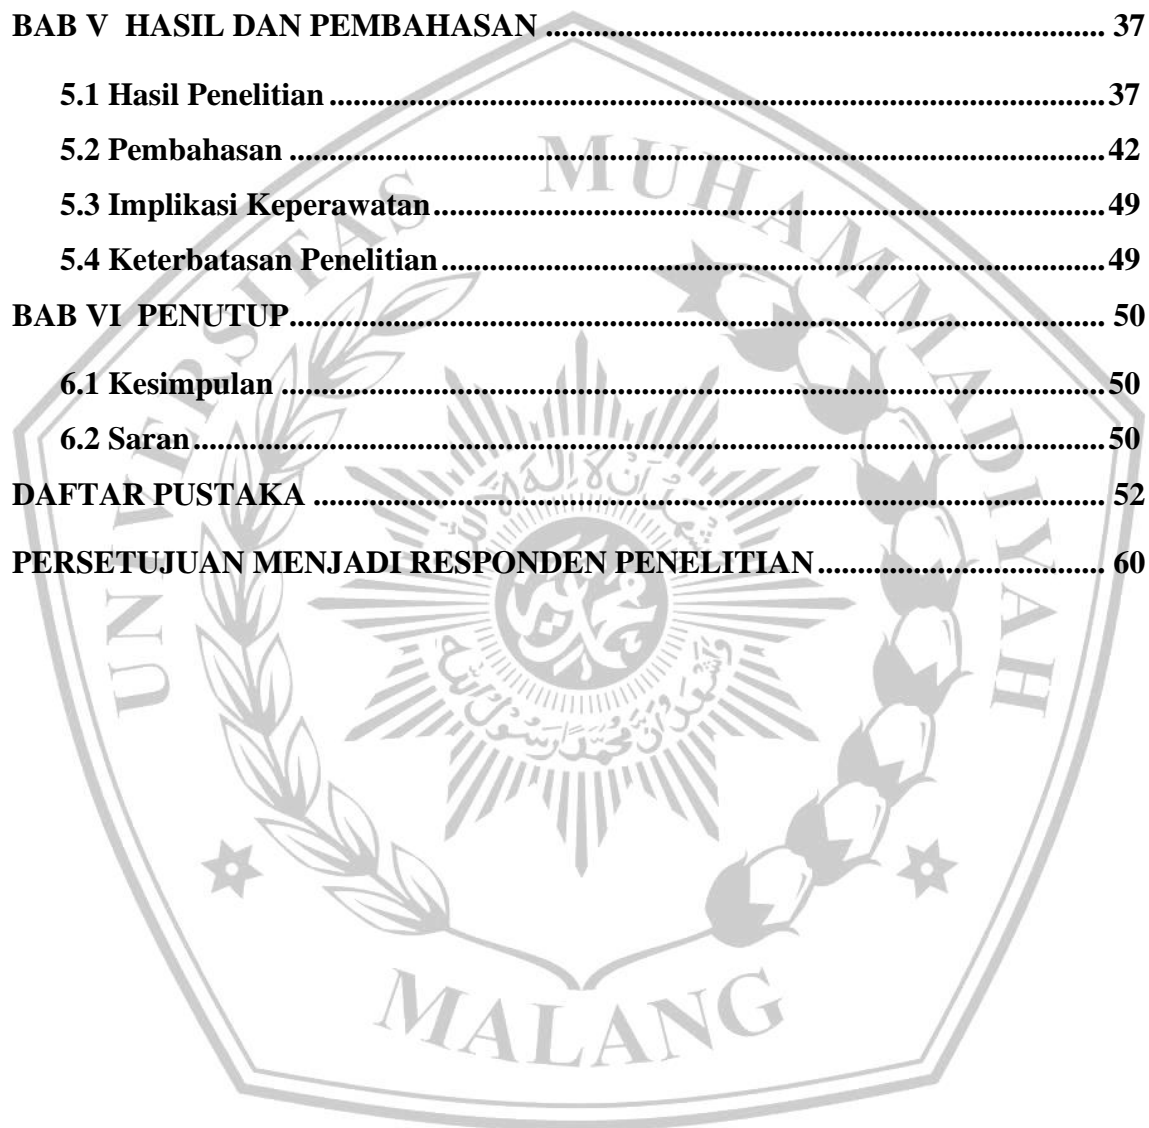 BAB V  HASIL DAN PEMBAHASAN ..................................................................... 37
5.1 Hasil Penelitian ................................................................................................ 37
5.2 Pembahasan ..................................................................................................... 42
5.3 Implikasi Keperawatan ................................................................................... 49
5.4 Keterbatasan Penelitian .................................................................................. 49
BAB VI  PENUTUP ..................................................................................................... 50
6.1 Kesimpulan ...................................................................................................... 50
6.2 Saran ................................................................................................................. 50
DAFTAR PUSTAKA .................................................................................................. 52
PERSETUJUAN MENJADI RESPONDEN PENELITIAN .................................... 60
UNIVERSITAS MUHAMMADIYAH
MALANG